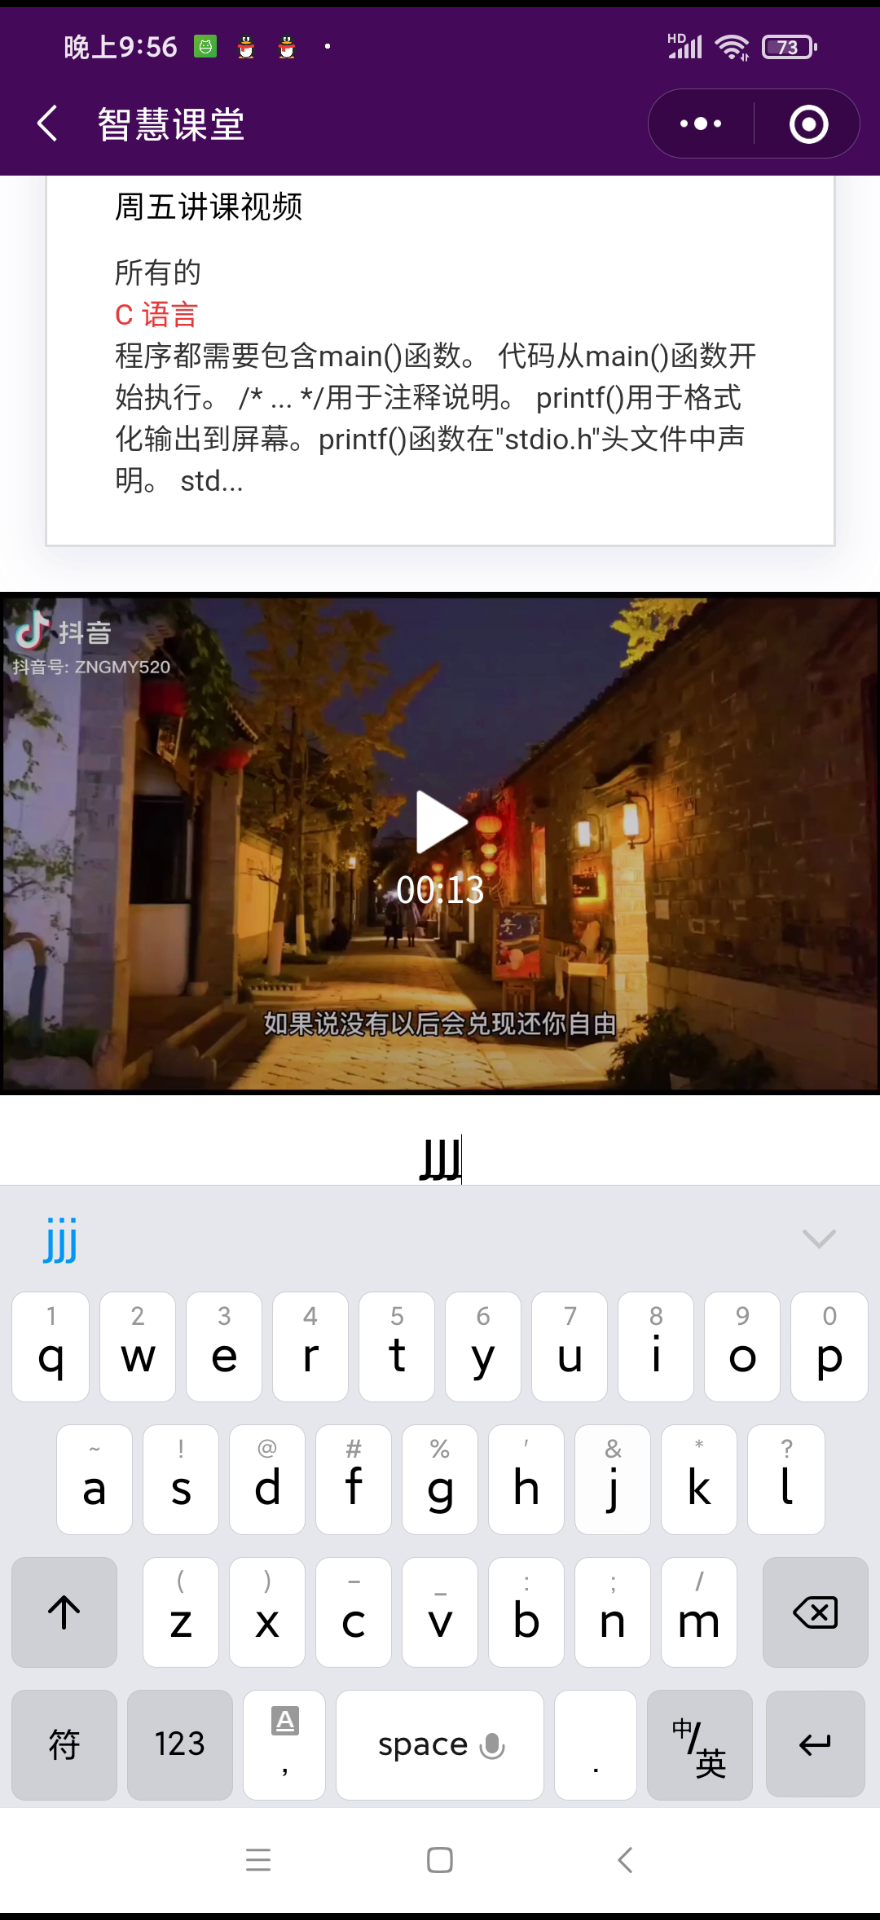 晚上9:56
HD
73
智慧课堂
周五讲课视频
所有的
C 语言
程序都需要包含main()函数。 代码从main()函数开
始执行。 /* ... */用于注释说明。 printf()用于格式
化输出到屏幕。printf()函数在"stdio.h"头文件中声
明。 std...
抖音
抖音号: ZNGMY520
00:13
如果说没有以后会兑现还你自由
jjj
jjj
1 2 3 4 5 6 7 8 9 0
q w e r t y u i o p
~ ! @ # % ' & * ?
a s d f g h j k l
( ) – _ : ; /
z x c v b n m
符 123 A , space . 中/英